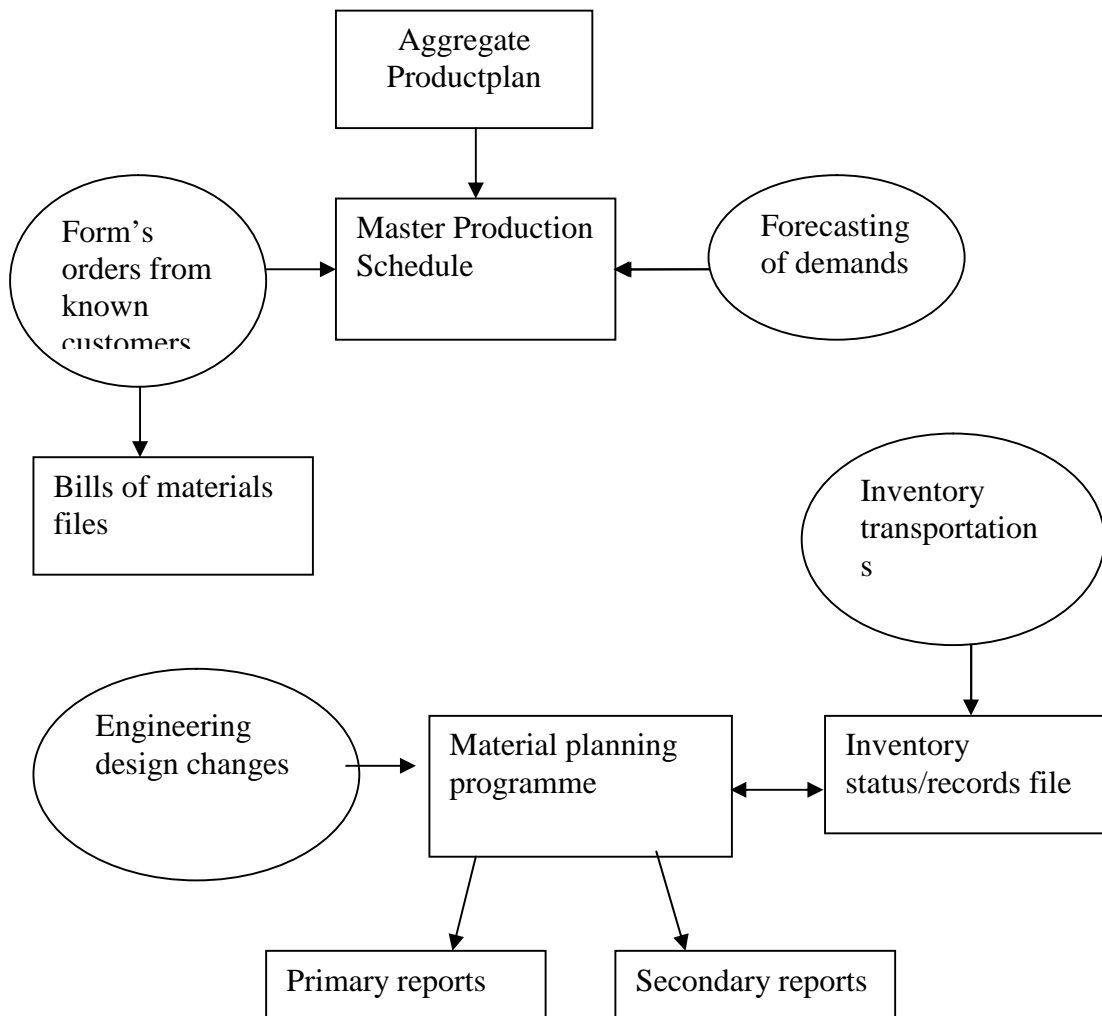 Aggregate
Productplan
Form's
orders from
known
customers
Master Production
Schedule
Forecasting
of demands
Bills of materials
files
Inventory
transportation
s
Engineering
design changes
Material planning
programme
Inventory
status/records file
Primary reports
Secondary reports